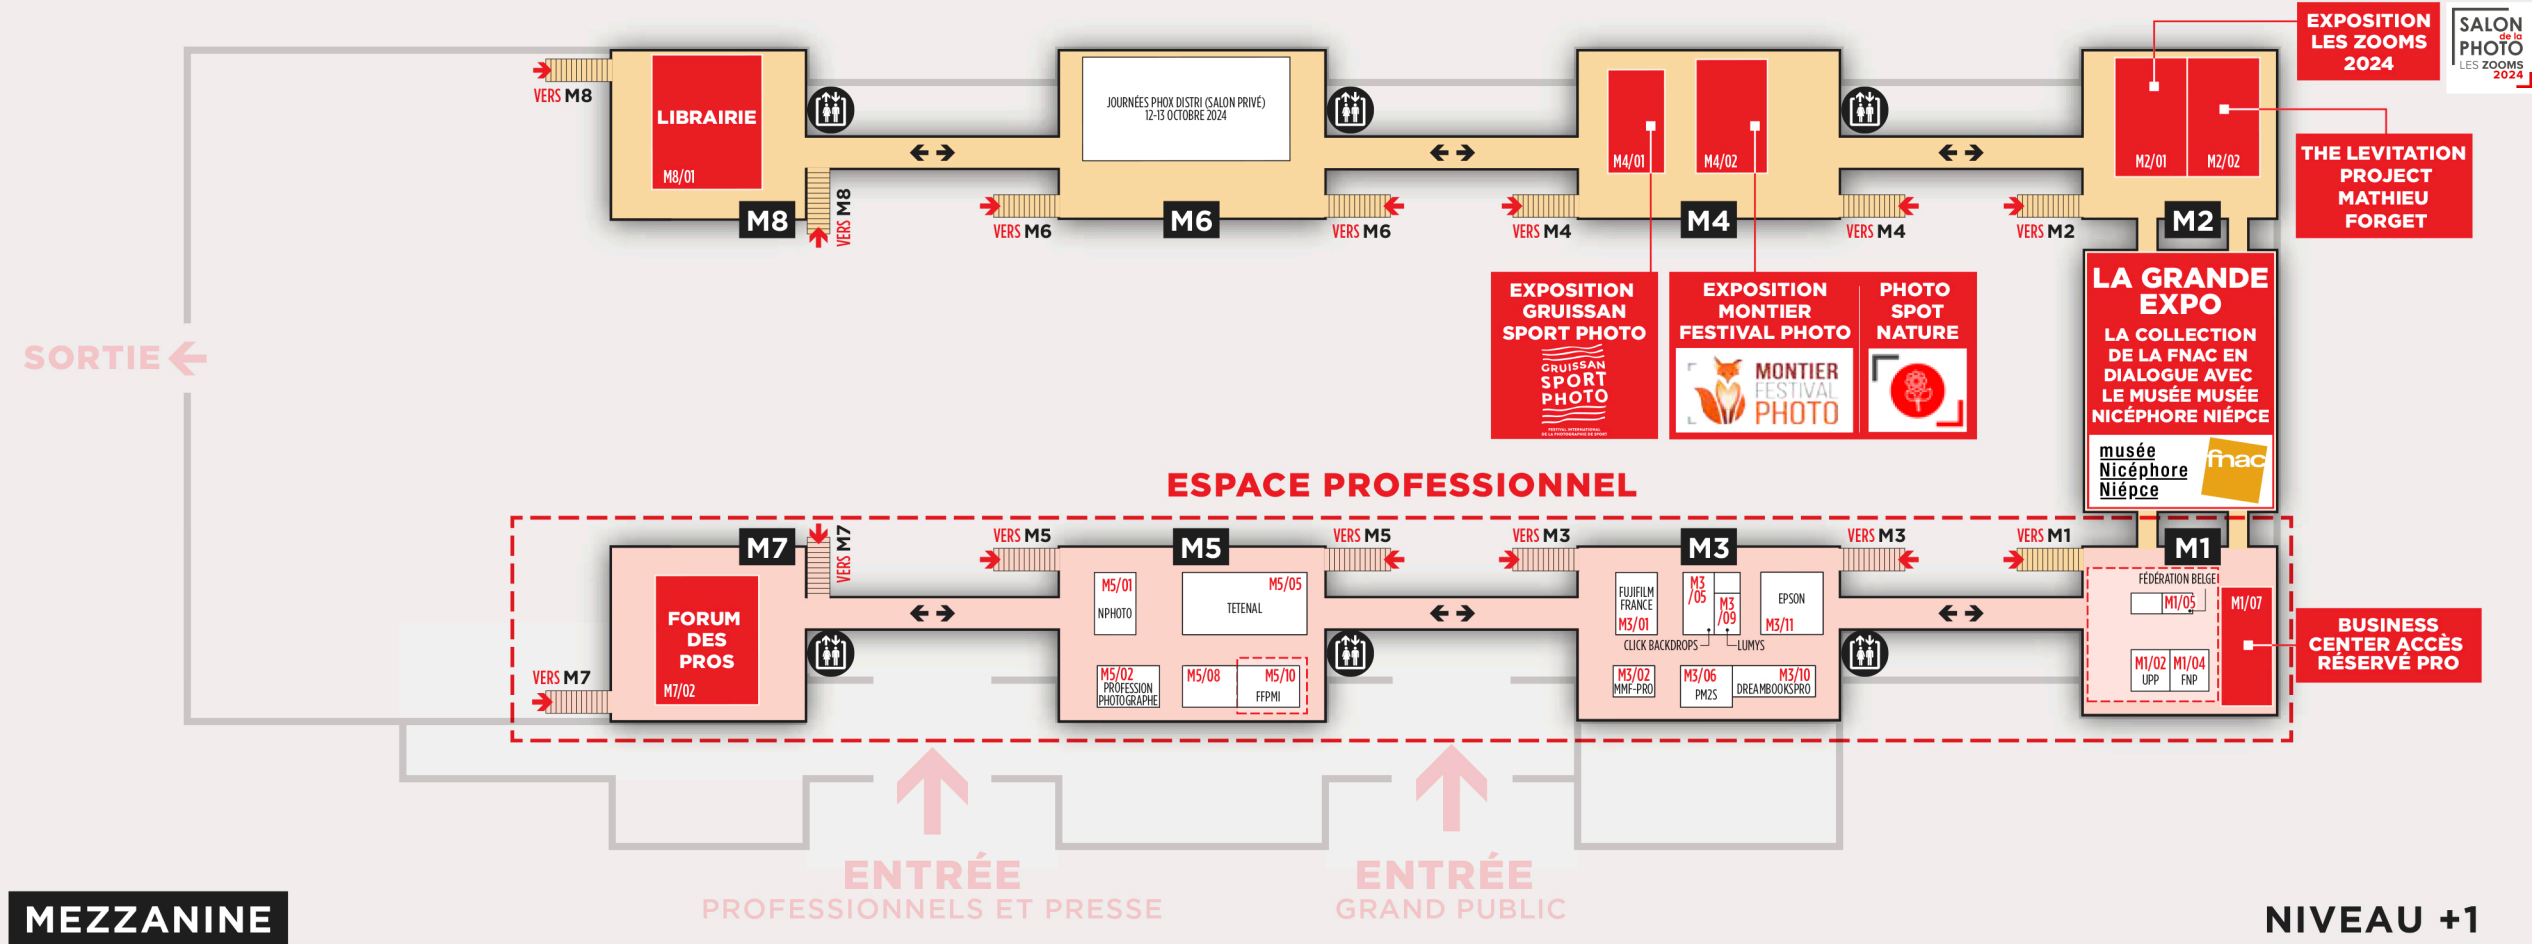 EXPOSITION
LES ZOOMS
2024
SALON
de la
PHOTO
LES ZOOMS
2024
VERS M8
LIBRAIRIE
M8/01
M8
VERS M8
JOURNÉES PHOX DISTRI (SALON PRIVÉ)
12-13 OCTOBRE 2024
VERS M6
M6
VERS M6
M4/01
M4/02
VERS M4
M4
VERS M4
M2/01
M2/02
VERS M2
M2
THE LEVITATION
PROJECT
MATHIEU
FORGET
SORTIE
EXPOSITION
GRUISSAN
SPORT PHOTO
GRUISSAN
SPORT
PHOTO
FESTIVAL INTERNATIONAL
DE LA PHOTOGRAPHIE DE SPORT
EXPOSITION
MONTIER
FESTIVAL PHOTO
MONTIER
FESTIVAL
PHOTO
PHOTO
SPOT
NATURE
LA GRANDE
EXPO
LA COLLECTION
DE LA FNAC EN
DIALOGUE AVEC
LE MUSÉE MUSÉE
NICÉPHORE NIÉPCE
musée
Nicéphore
Niépce
fnac
ESPACE PROFESSIONNEL
M7
VERS M7
FORUM
DES
PROS
M7/02
VERS M7
VERS M5
M5
VERS M5
M5/01
NPHOTO
M5/05
TETENAL
M5/02
PROFESSION
PHOTOGRAPHE
M5/08
M5/10
FFPMI
VERS M3
M3
VERS M3
FUJIFILM
FRANCE
M3/01
M3
/05
M3
/09
EPSON
M3/11
CLICK BACKDROPS
LUMYS
M3/02
MMF-PRO
M3/06
PM2S
M3/10
DREAMBOOKSPRO
VERS M1
M1
FÉDÉRATION BELGE
M1/05
M1/07
M1/02
UPP
M1/04
FNP
BUSINESS
CENTER ACCÈS
RÉSERVÉ PRO
ENTRÉE
PROFESSIONNELS ET PRESSE
ENTRÉE
GRAND PUBLIC
MEZZANINE
NIVEAU +1